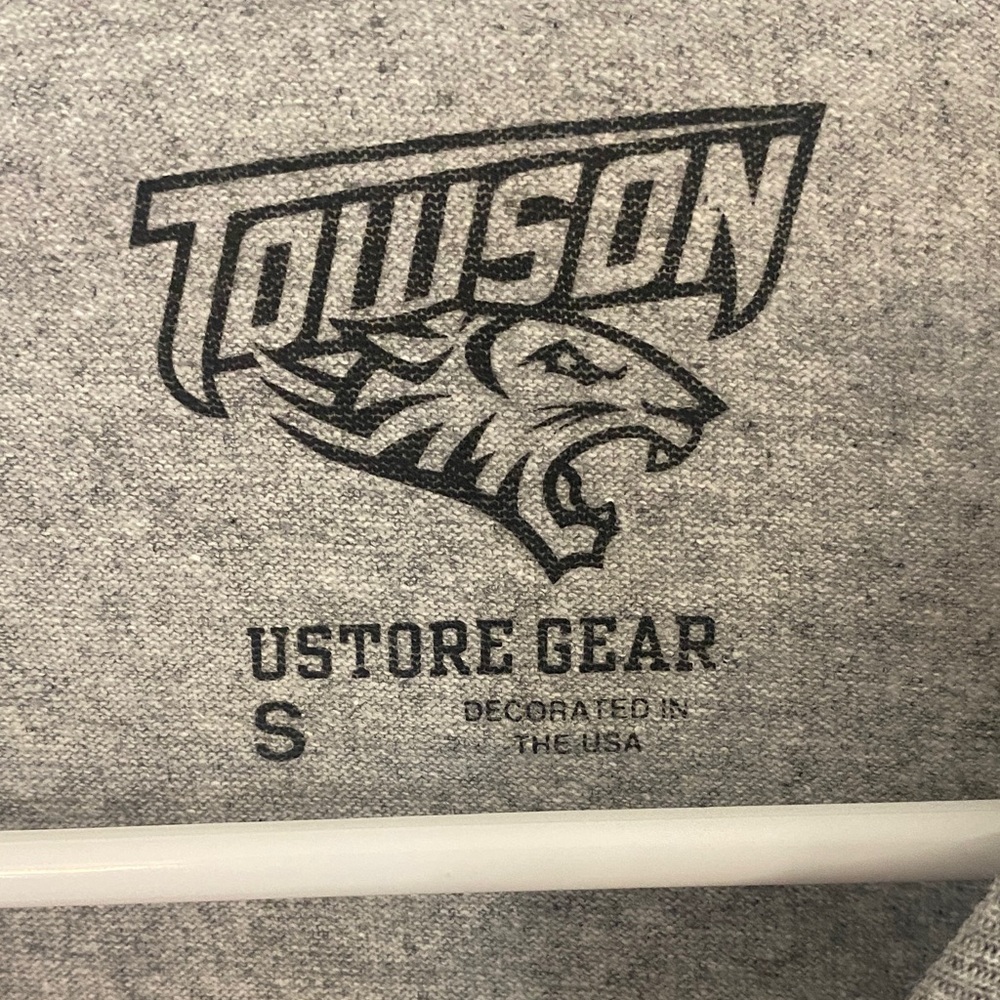 TOWSON
USTORE GEAR
S
DECORATED IN
THE USA